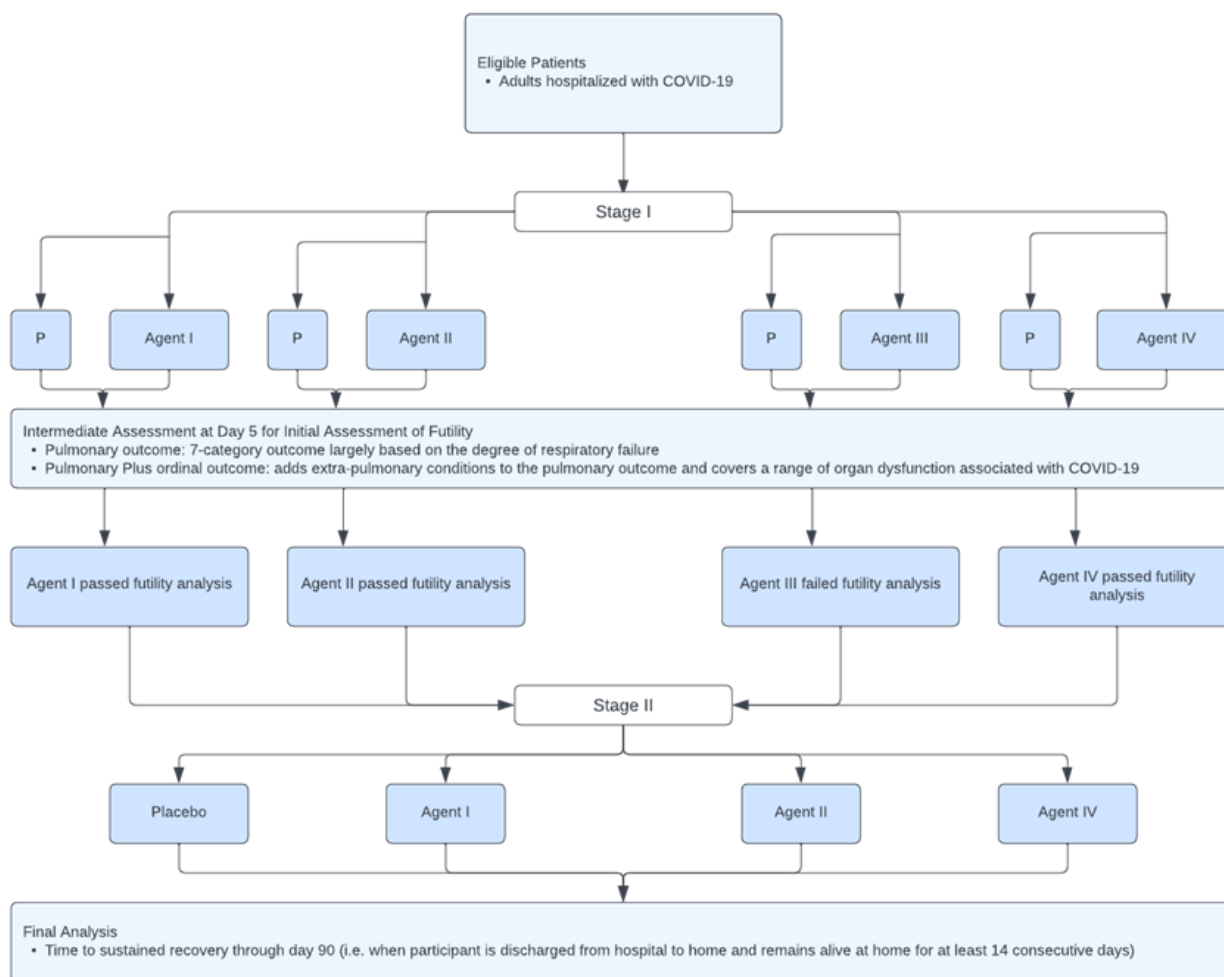 Eligible Patients
• Adults hospitalized with COVID-19
Stage I
P
Agent I
P
Agent II
P
Agent III
P
Agent IV
Intermediate Assessment at Day 5 for Initial Assessment of Futility
• Pulmonary outcome: 7-category outcome largely based on the degree of respiratory failure
• Pulmonary Plus ordinal outcome: adds extra-pulmonary conditions to the pulmonary outcome and covers a range of organ dysfunction associated with COVID-19
Agent I passed futility analysis
Agent II passed futility analysis
Agent III failed futility analysis
Agent IV passed futility
analysis
Stage II
Placebo
Agent I
Agent II
Agent IV
Final Analysis
• Time to sustained recovery through day 90 (i.e. when participant is discharged from hospital to home and remains alive at home for at least 14 consecutive days)